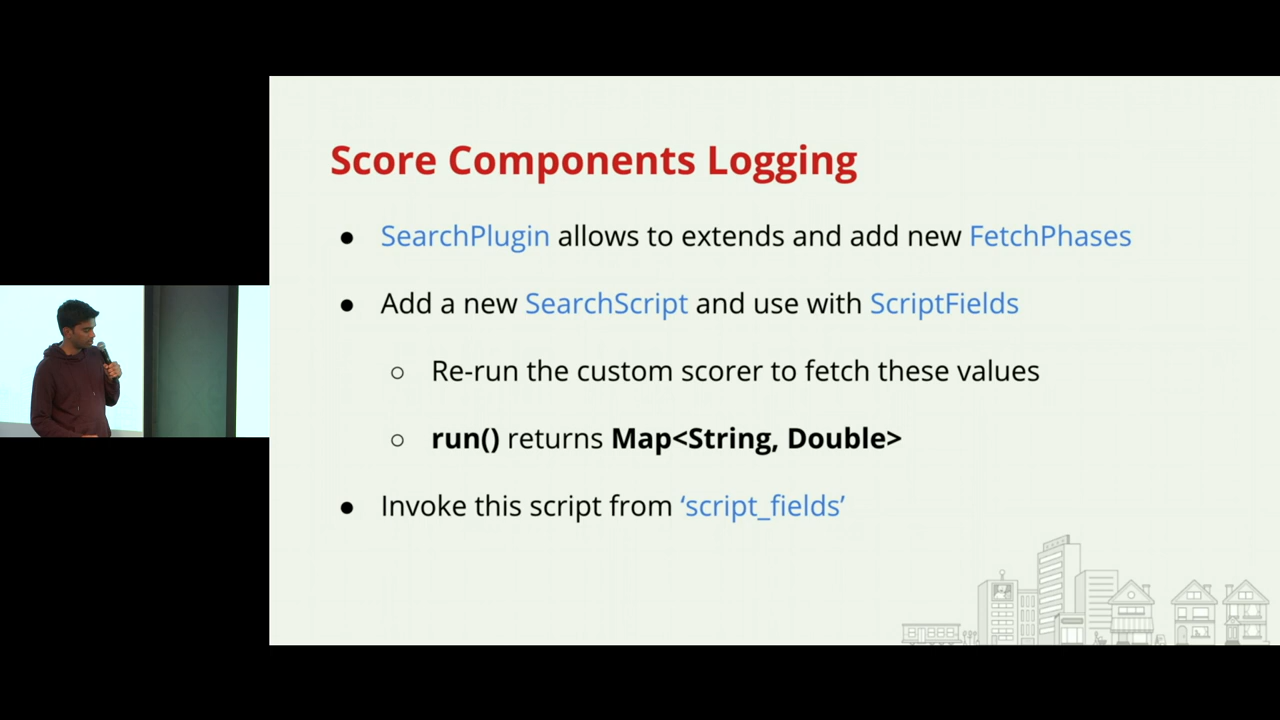 Score Components Logging
● SearchPlugin allows to extends and add new FetchPhases
● Add a new SearchScript and use with ScriptFields
○ Re-run the custom scorer to fetch these values
○ run() returns Map<String, Double>
● Invoke this script from ‘script_fields’